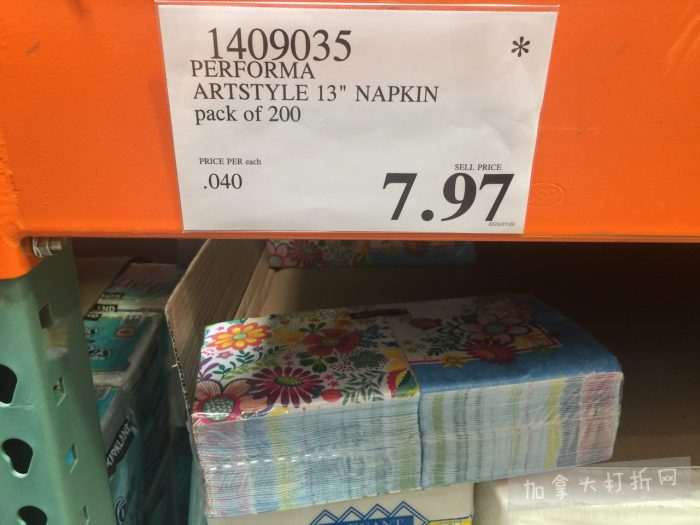 1409035
*
PERFORMA
ARTSTYLE 13" NAPKIN
pack of 200
PRICE PER each
SELL PRICE
.040
7.97
加拿大打折网